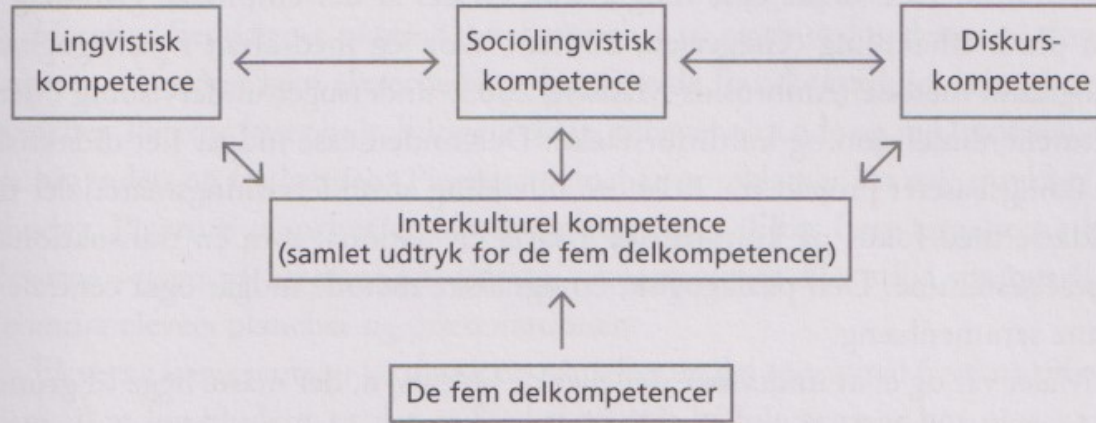 Lingvistisk
kompetence
Sociolingvistisk
kompetence
Diskurs-
kompetence
Interkulturel kompetence
(samlet udtryk for de fem delkompetencer)
De fem delkompetencer